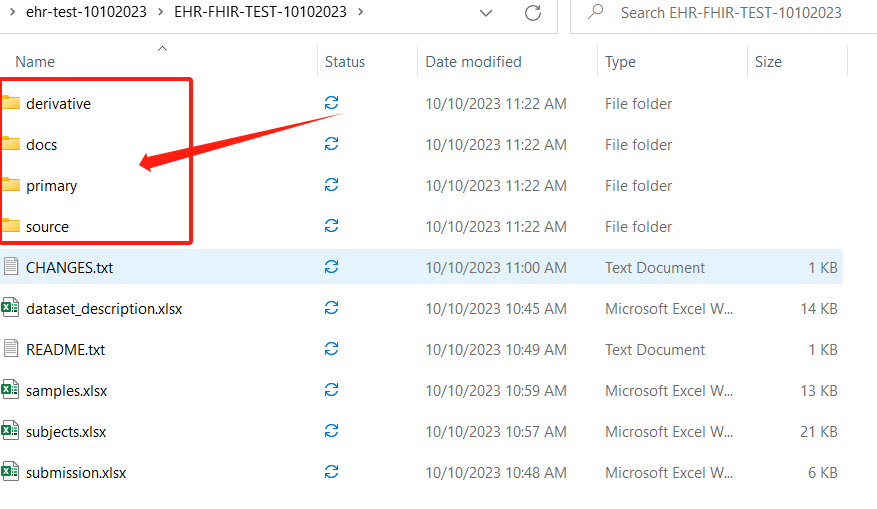 ehr-test-10102023 > EHR-FHIR-TEST-10102023 > Search EHR-FHIR-TEST-10102023
Name Status Date modified Type Size
derivative 10/10/2023 11:22 AM File folder
docs 10/10/2023 11:22 AM File folder
primary 10/10/2023 11:22 AM File folder
source 10/10/2023 11:22 AM File folder
CHANGES.txt 10/10/2023 11:00 AM Text Document 1 KB
dataset_description.xlsx 10/10/2023 10:45 AM Microsoft Excel W... 14 KB
README.txt 10/10/2023 10:49 AM Text Document 1 KB
samples.xlsx 10/10/2023 10:59 AM Microsoft Excel W... 13 KB
subjects.xlsx 10/10/2023 10:57 AM Microsoft Excel W... 21 KB
submission.xlsx 10/10/2023 10:48 AM Microsoft Excel W... 6 KB